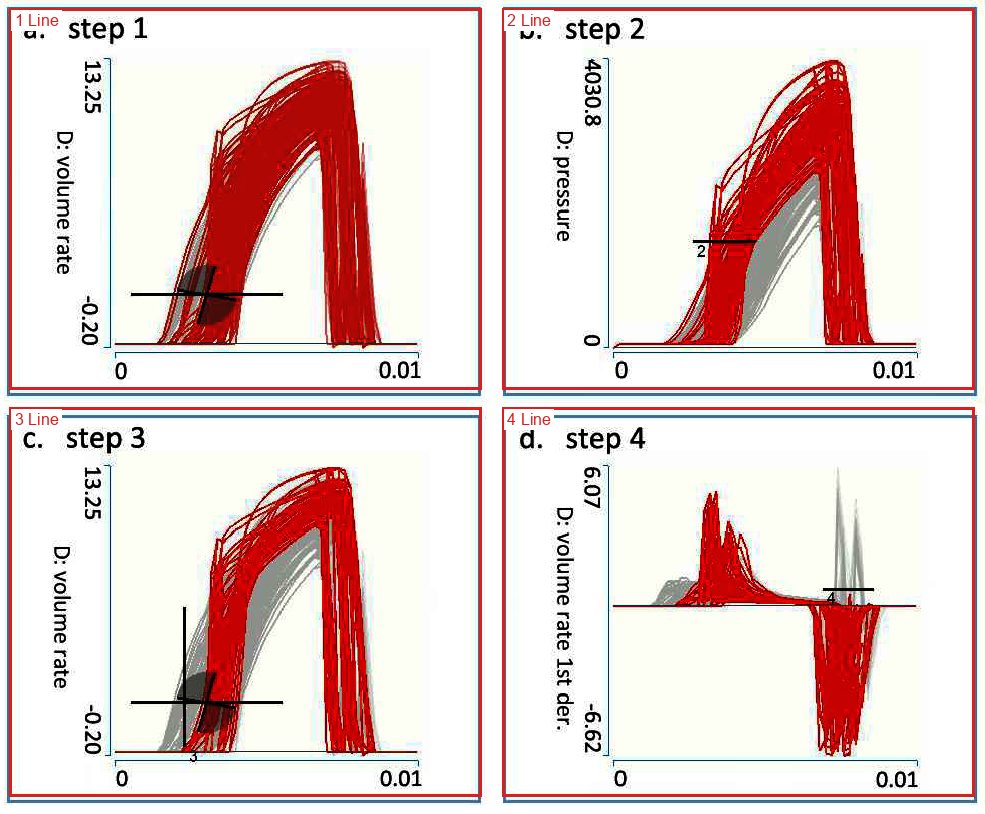 1 Line
a. step 1
13.25
D: volume rate
-0.20
0
0.01
2 Line
b. step 2
4030.8
D: pressure
0
2
0
0.01
3 Line
c. step 3
13.25
D: volume rate
-0.20
3
0
0.01
4 Line
d. step 4
6.07
D: volume rate 1st der.
-6.62
4
0
0.01